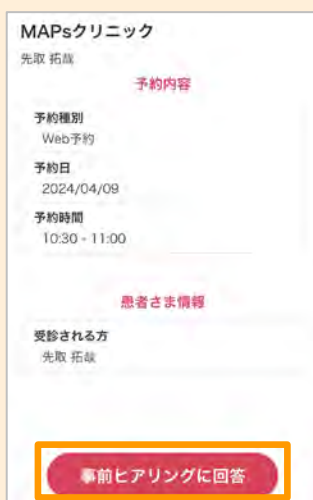 MAPsクリニック
先取 拓哉
予約内容
予約種別
Web予約
予約日
2024/04/09
予約時間
10:30 - 11:00
患者さま情報
受診される方
先取 拓哉
事前ヒアリングに回答